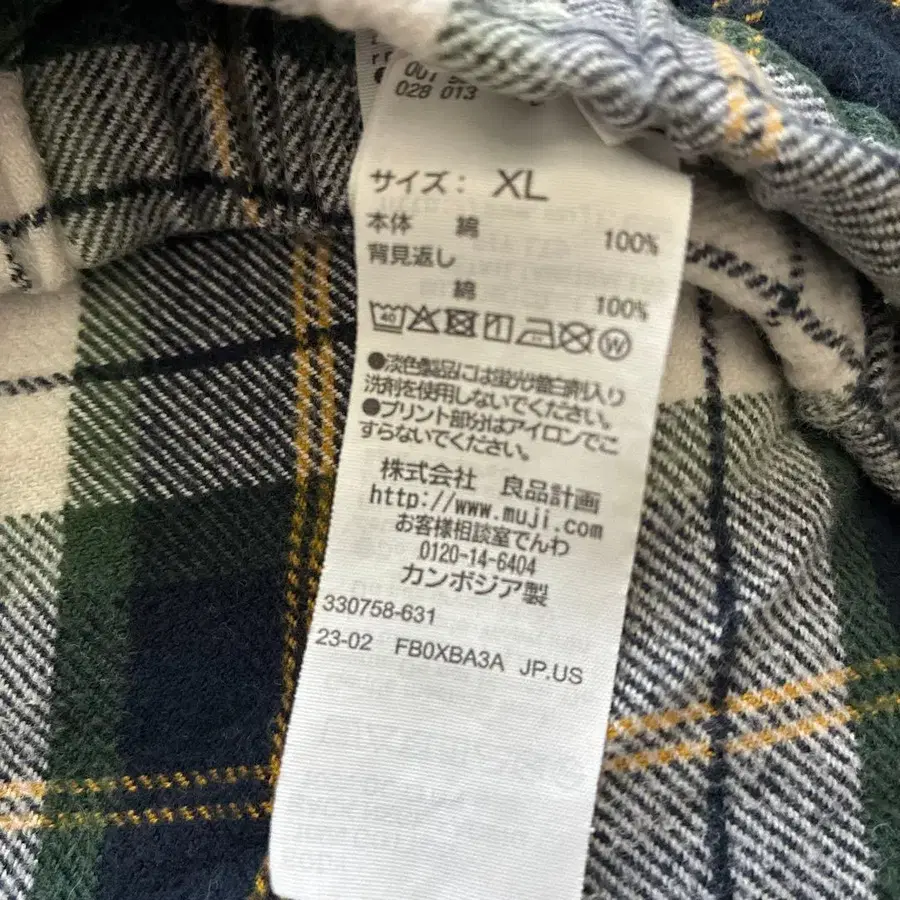 028 013
サイズ： XL
本体 綿 100%
背見返し
綿 100%
40 W
●淡色製品には蛍光増白剤入り
洗剤を使用しないでください。
●プリント部分はアイロンでこ
すらないでください。
株式会社 良品計画
http://www.muji.com
お客様相談室でんわ
0120-14-6404
カンボジア製
330758-631
23-02 FB0XBA3A JP.US